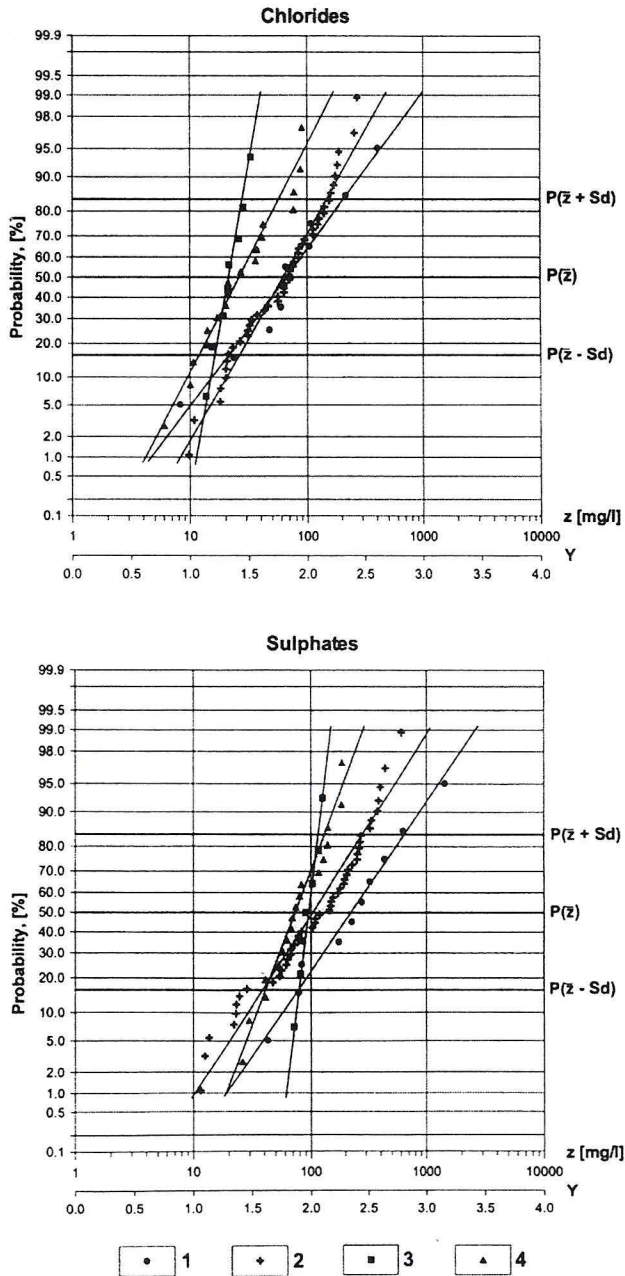 Chlorides
Probability, [%]
99.9
99.5
99.0
98.0
95.0
90.0
80.0
70.0
60.0
50.0
40.0
30.0
20.0
10.0
5.0
2.0
1.0
0.5
0.1
P(z̄ + Sd)
P(z̄)
P(z̄ - Sd)
z [mg/l]
1 10 100 1000 10000
Y
0.0 0.5 1.0 1.5 2.0 2.5 3.0 3.5 4.0
Sulphates
Probability, [%]
99.9
99.5
99.0
98.0
95.0
90.0
80.0
70.0
60.0
50.0
40.0
30.0
20.0
10.0
5.0
2.0
1.0
0.5
0.1
P(z̄ + Sd)
P(z̄)
P(z̄ - Sd)
z [mg/l]
1 10 100 1000 10000
Y
0.0 0.5 1.0 1.5 2.0 2.5 3.0 3.5 4.0
1 2 3 4